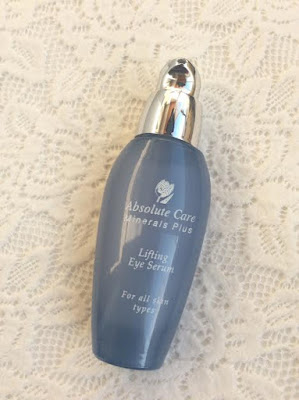 Absolute Care
Minerals Plus
Lifting
Eye Serum
For all skin
types